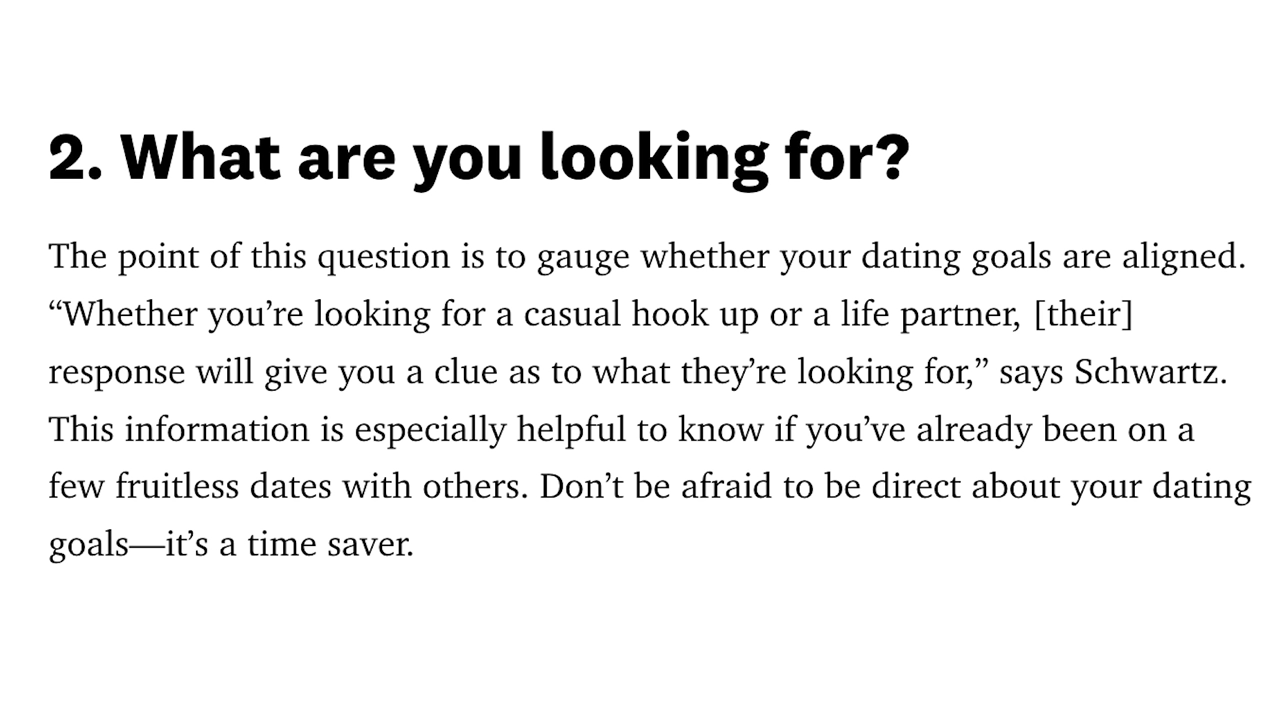 2. What are you looking for?
The point of this question is to gauge whether your dating goals are aligned.
“Whether you’re looking for a casual hook up or a life partner, [their]
response will give you a clue as to what they’re looking for,” says Schwartz.
This information is especially helpful to know if you’ve already been on a
few fruitless dates with others. Don’t be afraid to be direct about your dating
goals—it’s a time saver.